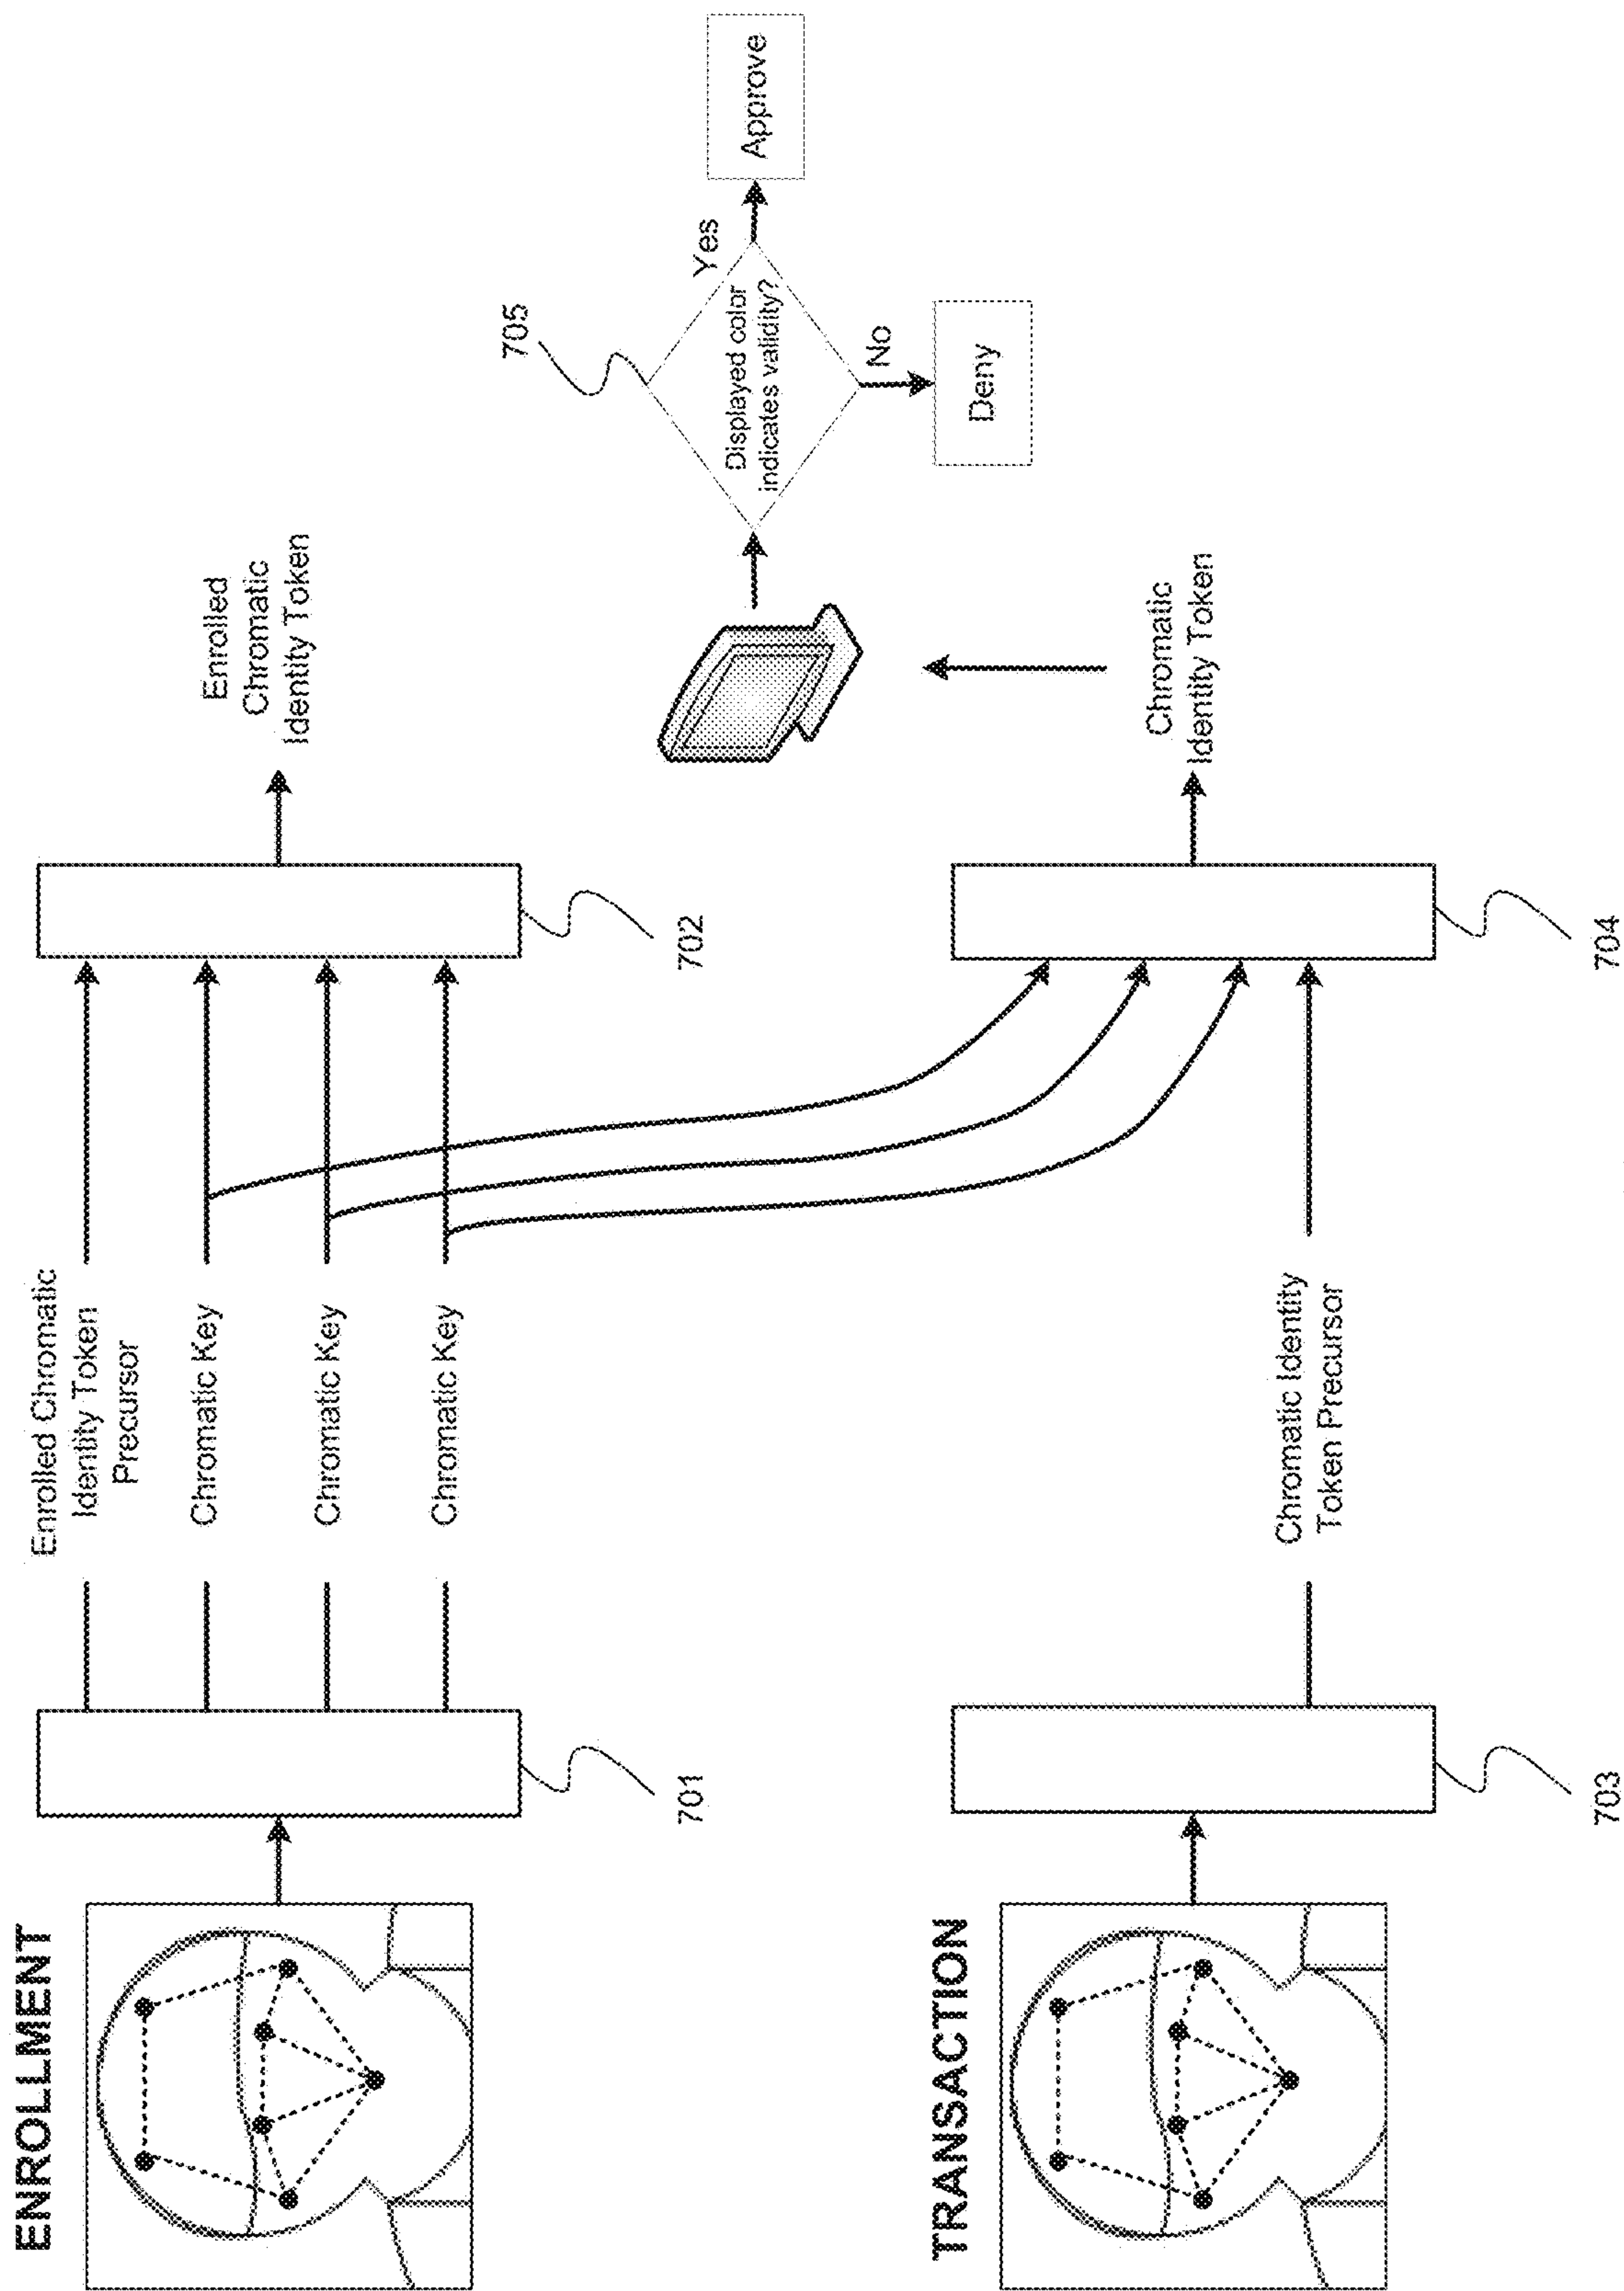 ENROLLMENT
701
Enrolled Chromatic
Identity Token
Precursor
Chromatic Key
Chromatic Key
Chromatic Key
702
Enrolled
Chromatic
Identity Token
TRANSACTION
703
Chromatic Identity
Token Precursor
704
Chromatic
Identity Token
705
Displayed color
indicates validity?
Yes
Approve
No
Deny